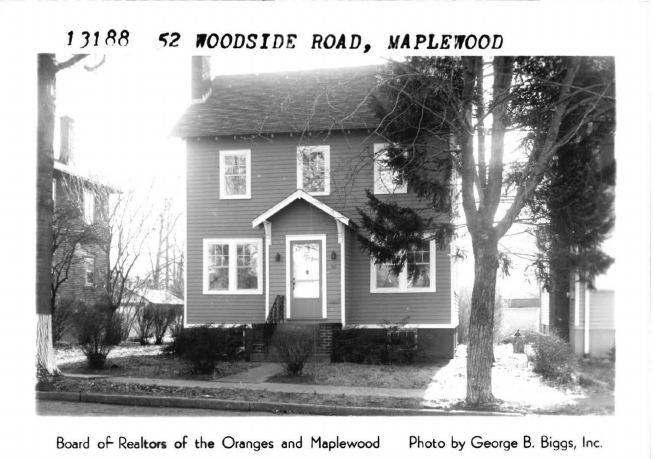 13188 52 WOODSIDE ROAD, MAPLEWOOD
Board of Realtors of the Oranges and Maplewood Photo by George B. Biggs, Inc.